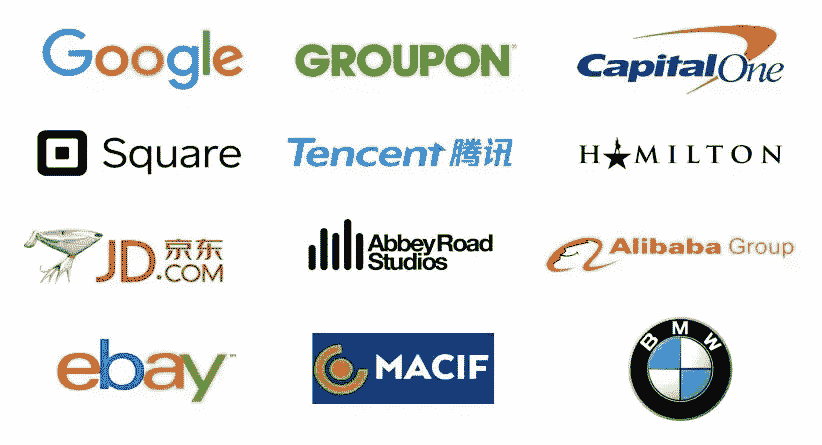 Google
GROUPON
CapitalOne
Square
Tencent 腾讯
HAMILTON
JD.COM 京东
Abbey Road
Studios
Alibaba Group
ebay
MACIF
BMW